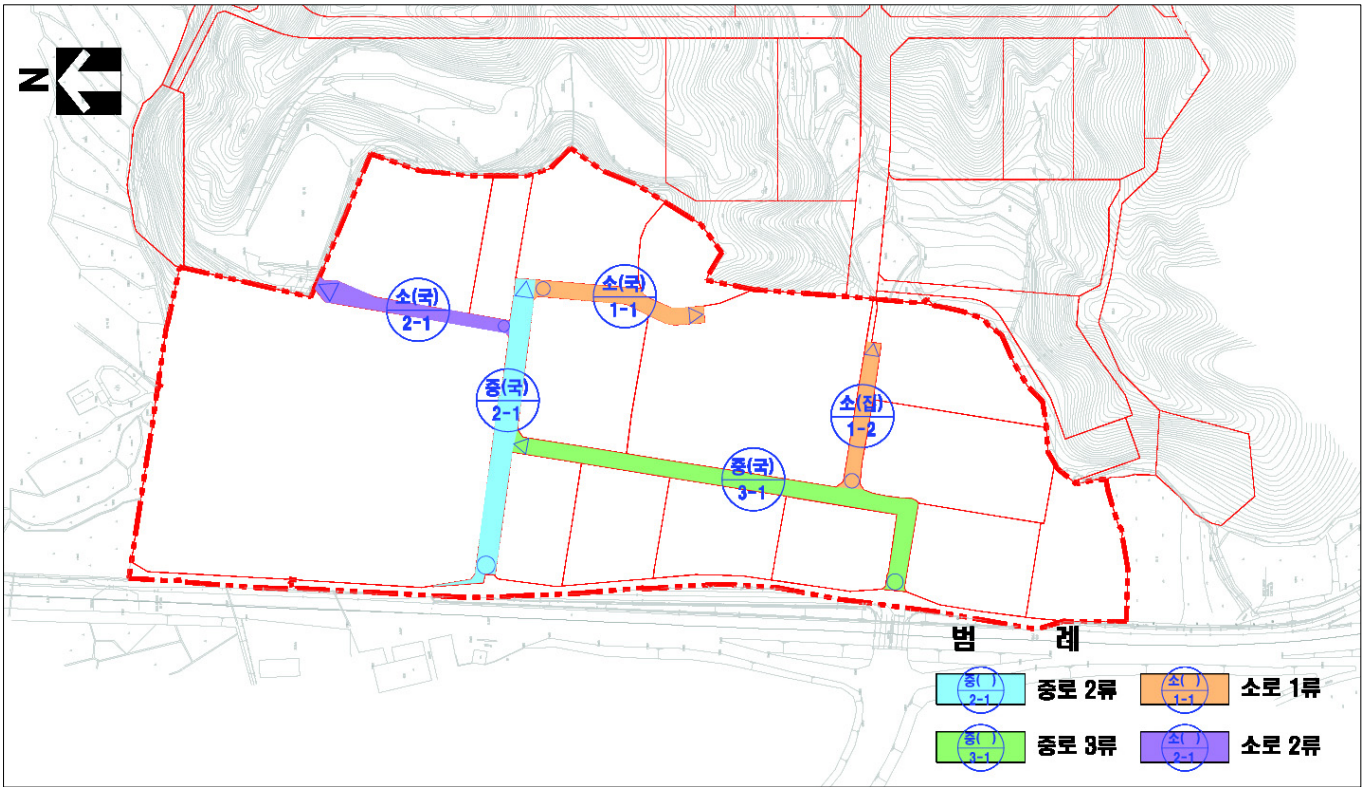 N
소(국)
2-1
소(국)
1-1
중(국)
2-1
소(집)
1-2
중(국)
3-1
범 례
중( )
2-1
중로 2류
소( )
1-1
소로 1류
중( )
3-1
중로 3류
소( )
2-1
소로 2류